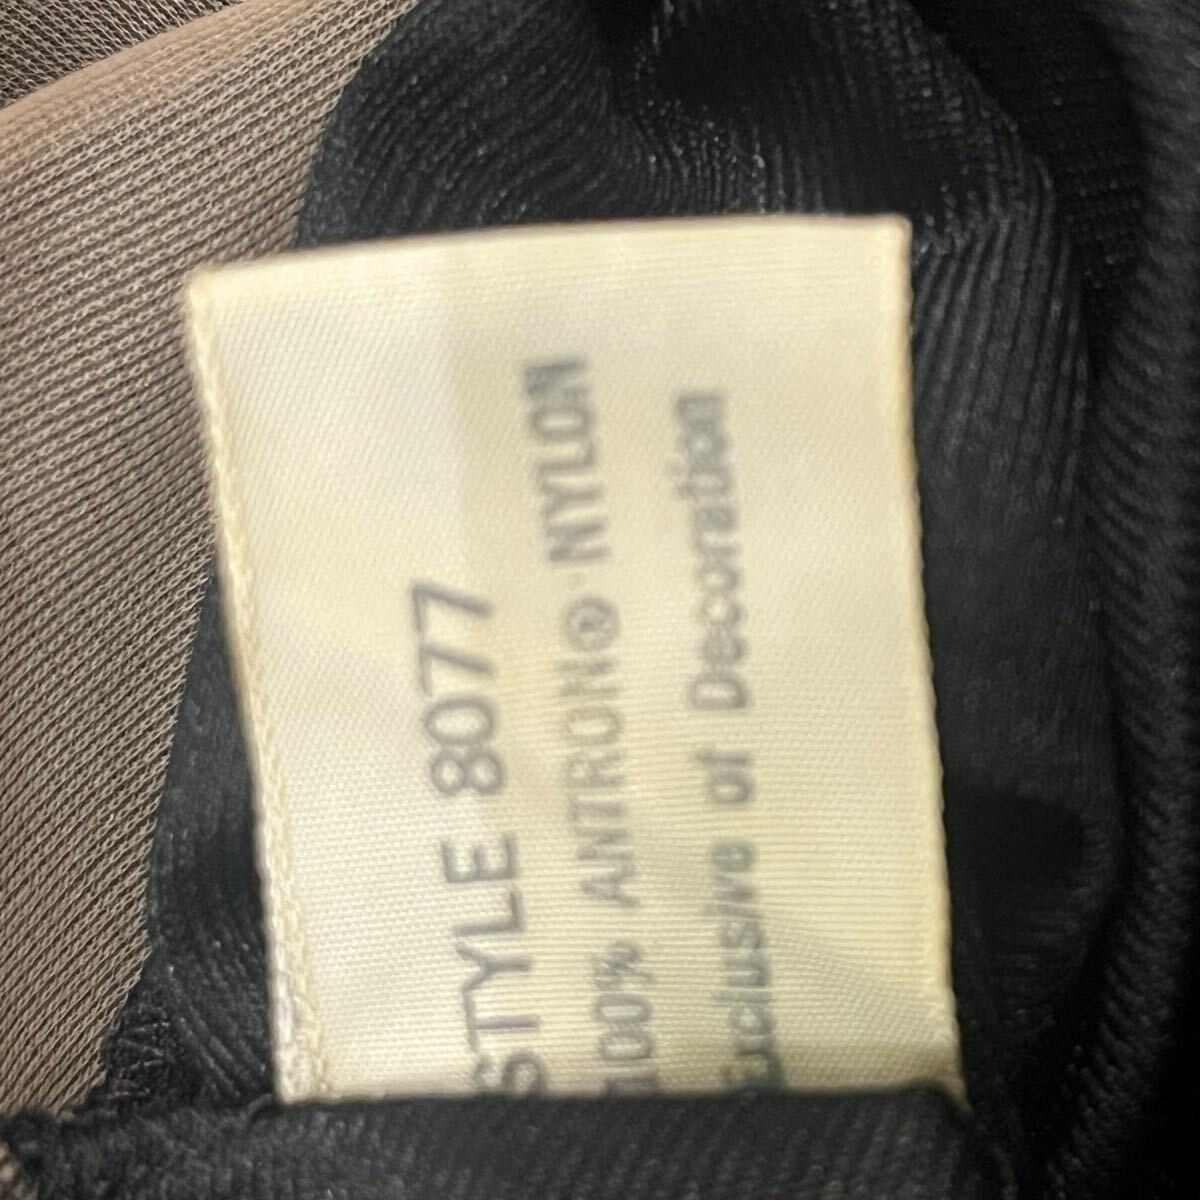 STYLE 8077
100% ANTRON® NYLON
Exclusive of Decoration